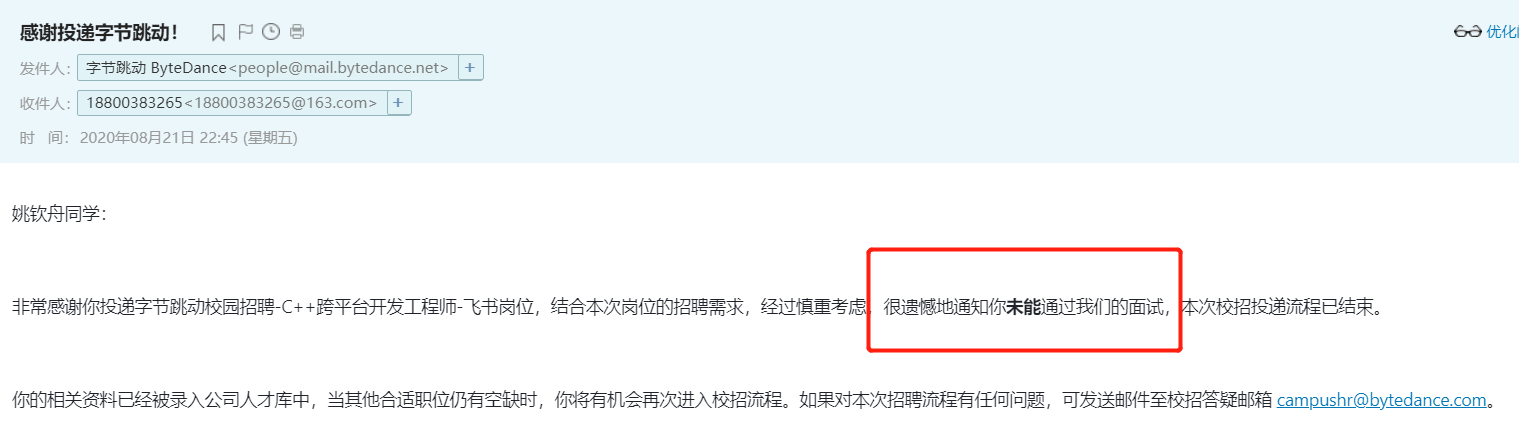 感谢投递字节跳动！
优化
发件人： 字节跳动 ByteDance<people@mail.bytedance.net> +
收件人： 18800383265<18800383265@163.com> +
时 间： 2020年08月21日 22:45 (星期五)
姚钦舟同学：
非常感谢你投递字节跳动校园招聘-C++跨平台开发工程师-飞书岗位，结合本次岗位的招聘需求，经过慎重考虑，很遗憾地通知你未能通过我们的面试，本次校招投递流程已结束。
你的相关资料已经被录入公司人才库中，当其他合适职位仍有空缺时，你将有机会再次进入校招流程。如果对本次招聘流程有任何问题，可发送邮件至校招答疑邮箱 campushr@bytedance.com。